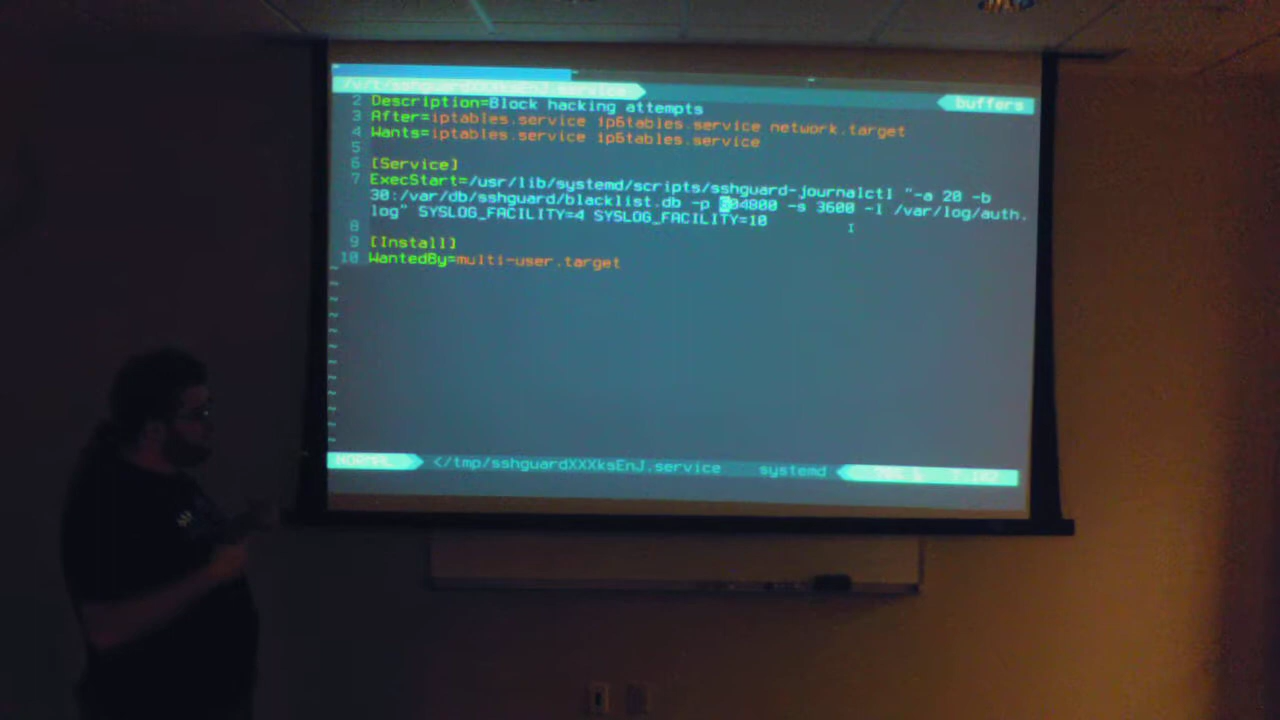 /v/t/sshguardXXXksEnJ.service buffers
2 Description=Block hacking attempts
3 After=iptables.service ip6tables.service network.target
4 Wants=iptables.service ip6tables.service
5
6 [Service]
7 ExecStart=/usr/lib/systemd/scripts/sshguard-journalctl "-a 20 -b
30:/var/db/sshguard/blacklist.db -p 604800 -s 3600 -l /var/log/auth.
log" SYSLOG_FACILITY=4 SYSLOG_FACILITY=10
8
9 [Install]
10 WantedBy=multi-user.target
~
~
~
~
~
~
~
~
~
~
~
~
NORMAL </tmp/sshguardXXXksEnJ.service systemd